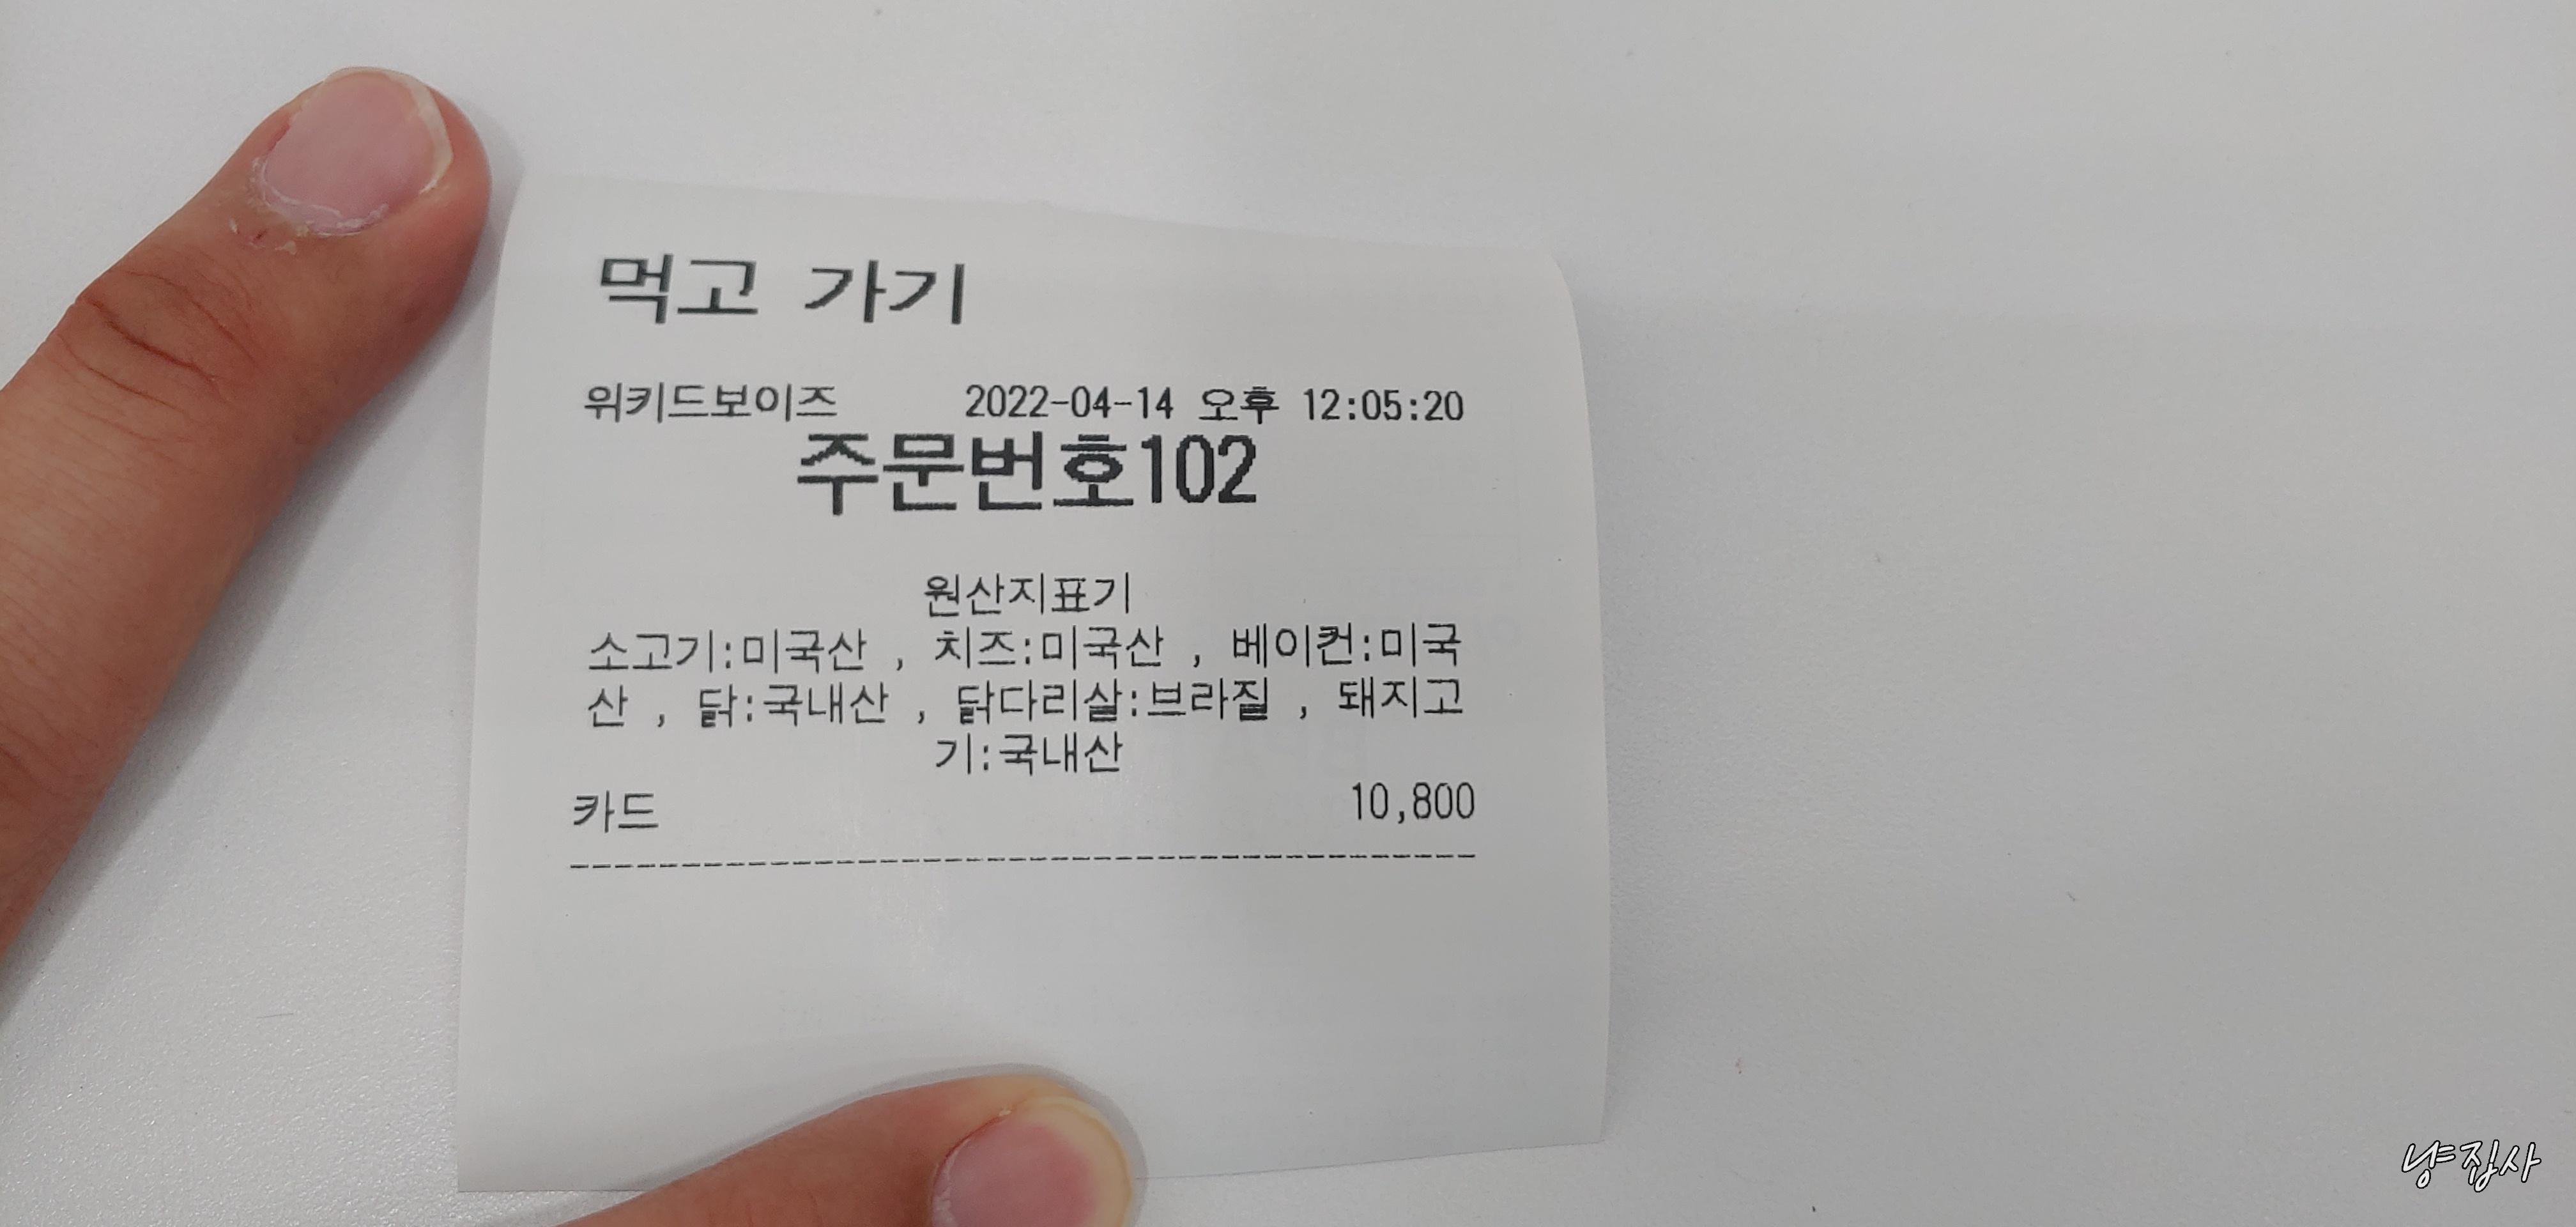 먹고 가기
위키드보이즈 2022-04-14 오후 12:05:20
주문번호102
원산지표기
소고기:미국산 , 치즈:미국산 , 베이컨:미국
산 , 닭:국내산 , 닭다리살:브라질 , 돼지고
기:국내산
카드 10,800
냥집사